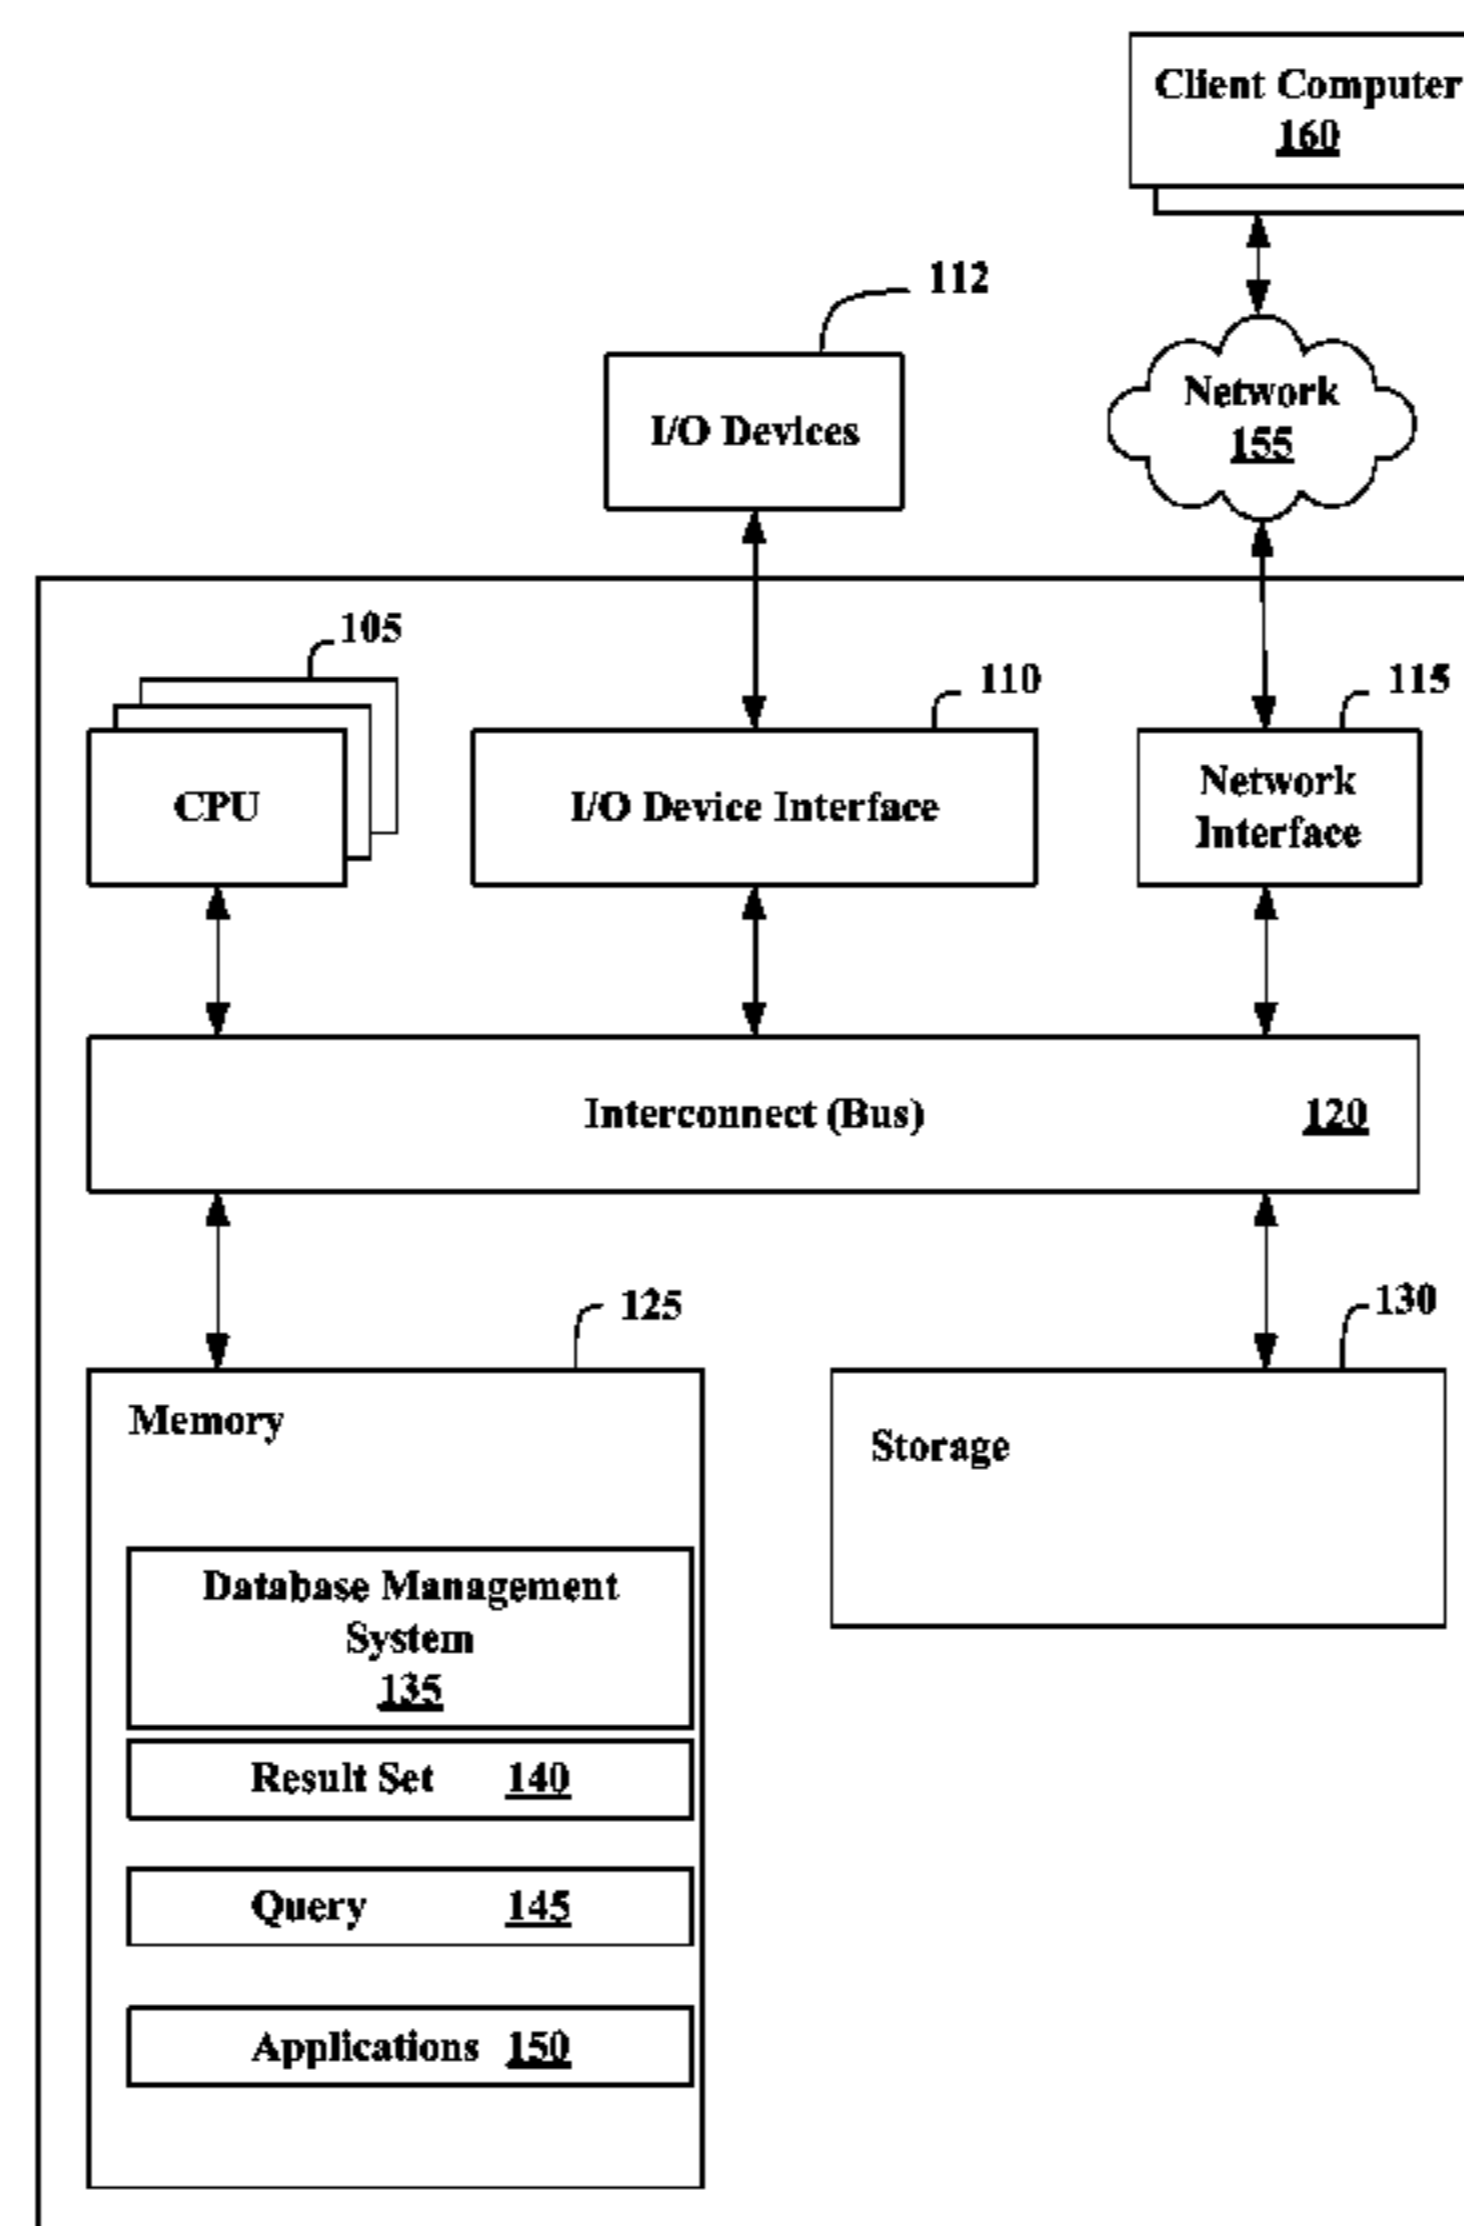 Client Computer
160
112
I/O Devices
Network
155
105
110
115
CPU
I/O Device Interface
Network
Interface
Interconnect (Bus) 120
125
130
Memory
Storage
Database Management
System
135
Result Set 140
Query 145
Applications 150